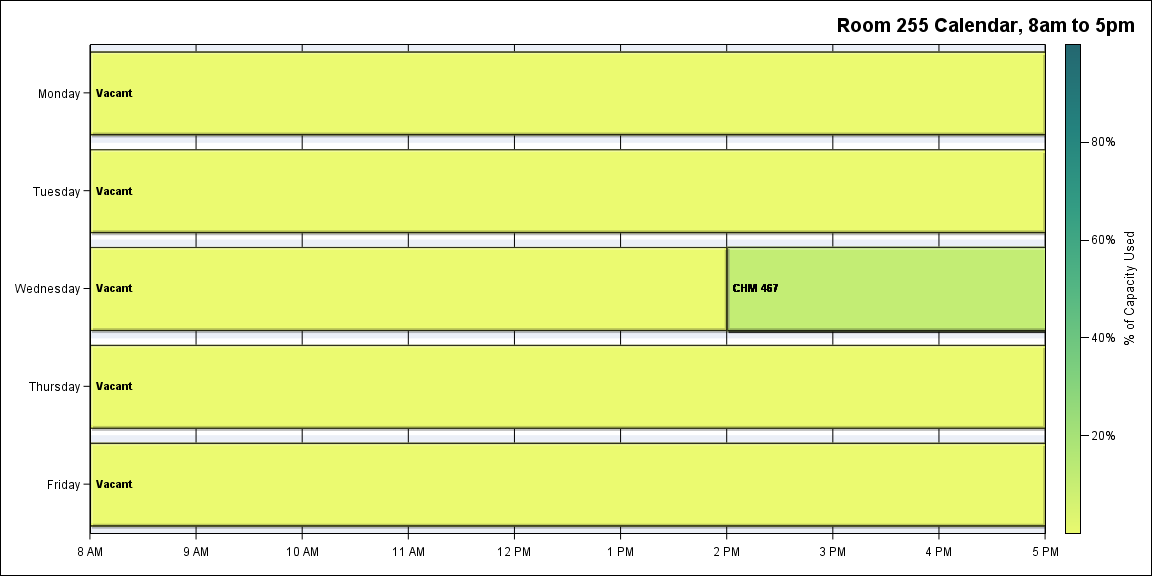 Room 255 Calendar, 8am to 5pm
Monday
Vacant
Tuesday
Vacant
Wednesday
Vacant
CHM 467
Thursday
Vacant
Friday
Vacant
8 AM 9 AM 10 AM 11 AM 12 PM 1 PM 2 PM 3 PM 4 PM 5 PM
80%
60%
40%
20%
% of Capacity Used